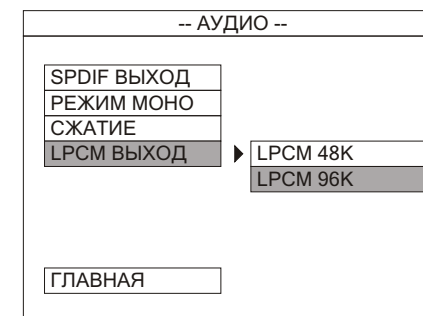 -- АУДИО --
SPDIF ВЫХОД
РЕЖИМ МОНО
СЖАТИЕ
LPCM ВЫХОД
LPCM 48K
LPCM 96K
ГЛАВНАЯ